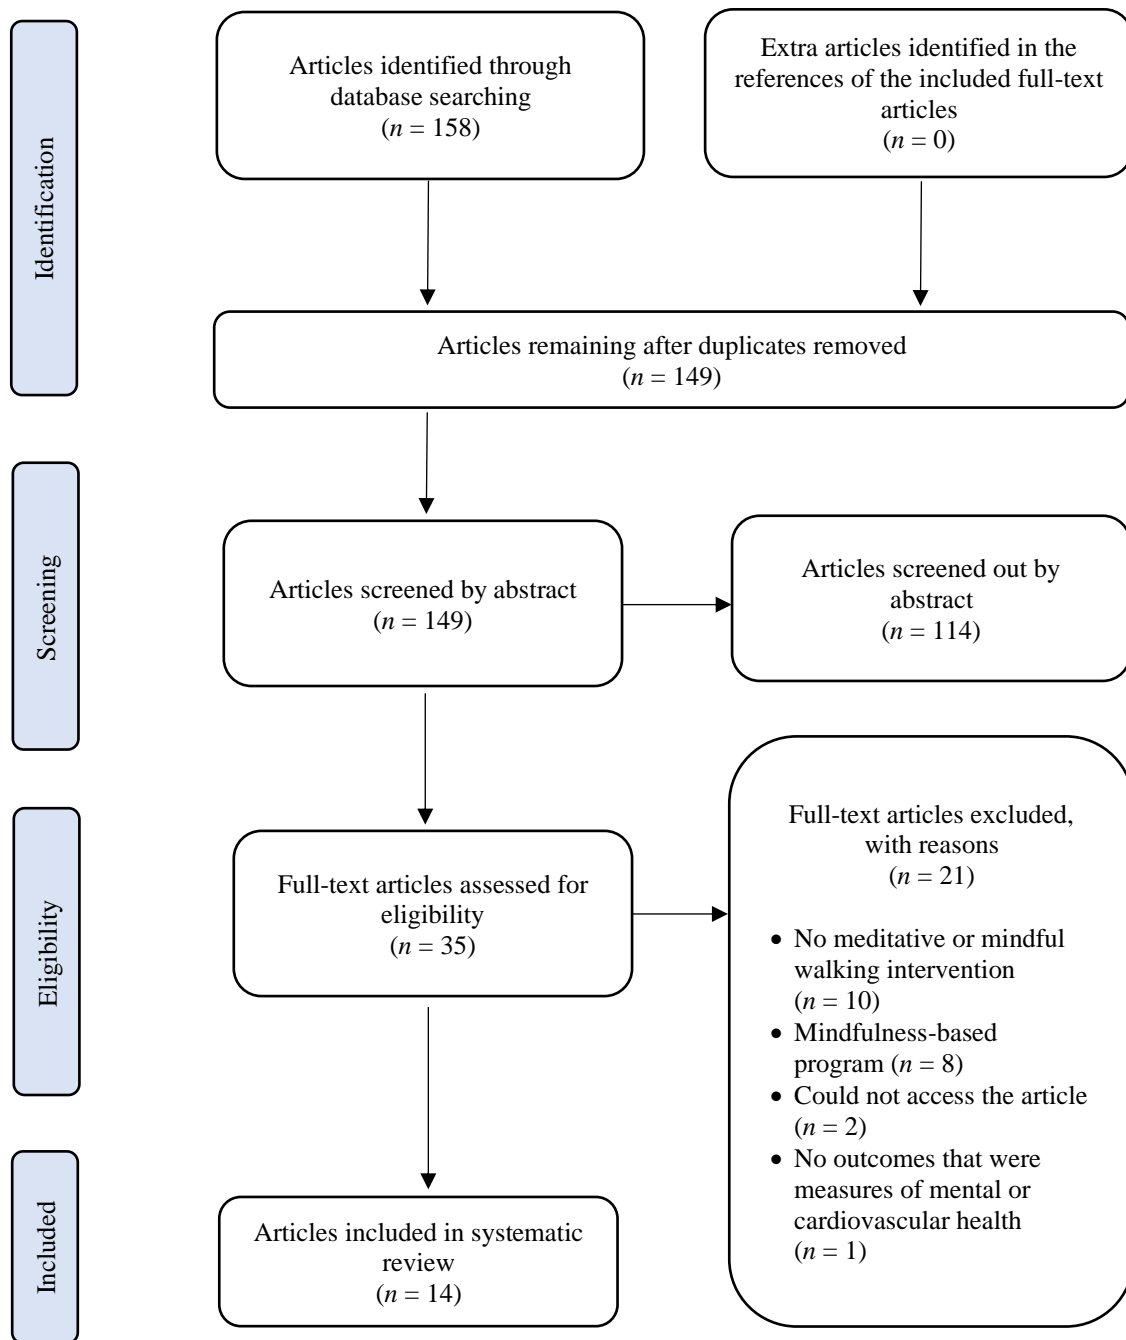 Identification
Articles identified through
database searching
(n = 158)
Extra articles identified in the
references of the included full-text
articles
(n = 0)
Articles remaining after duplicates removed
(n = 149)
Screening
Articles screened by abstract
(n = 149)
Articles screened out by
abstract
(n = 114)
Eligibility
Full-text articles assessed for
eligibility
(n = 35)
Full-text articles excluded,
with reasons
(n = 21)
• No meditative or mindful
walking intervention
(n = 10)
• Mindfulness-based
program (n = 8)
• Could not access the article
(n = 2)
• No outcomes that were
measures of mental or
cardiovascular health
(n = 1)
Included
Articles included in systematic
review
(n = 14)